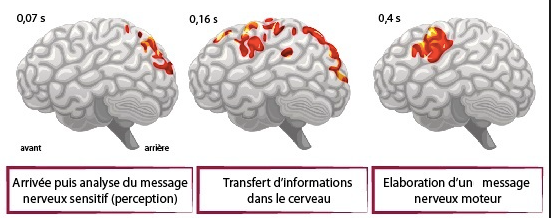 0,07 s
0,16 s
0,4 s
avant
arrière
Arrivée puis analyse du message
nerveux sensitif (perception)
Transfert d'informations
dans le cerveau
Elaboration d'un message
nerveux moteur